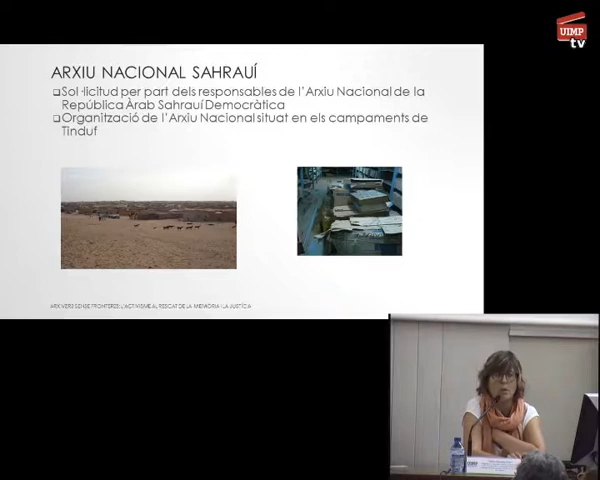 UIMP
tv
ARXIU NACIONAL SAHRAUÍ
❑Sol·licitud per part dels responsables de l'Arxiu Nacional de la
República Àrab Sahrauí Democràtica
❑Organització de l'Arxiu Nacional situat en els campaments de
Tinduf
ARXIVERS SENSE FRONTERES: L'ACTIVISME AL RESCAT DE LA MEMÒRIA I LA JUSTÍCIA